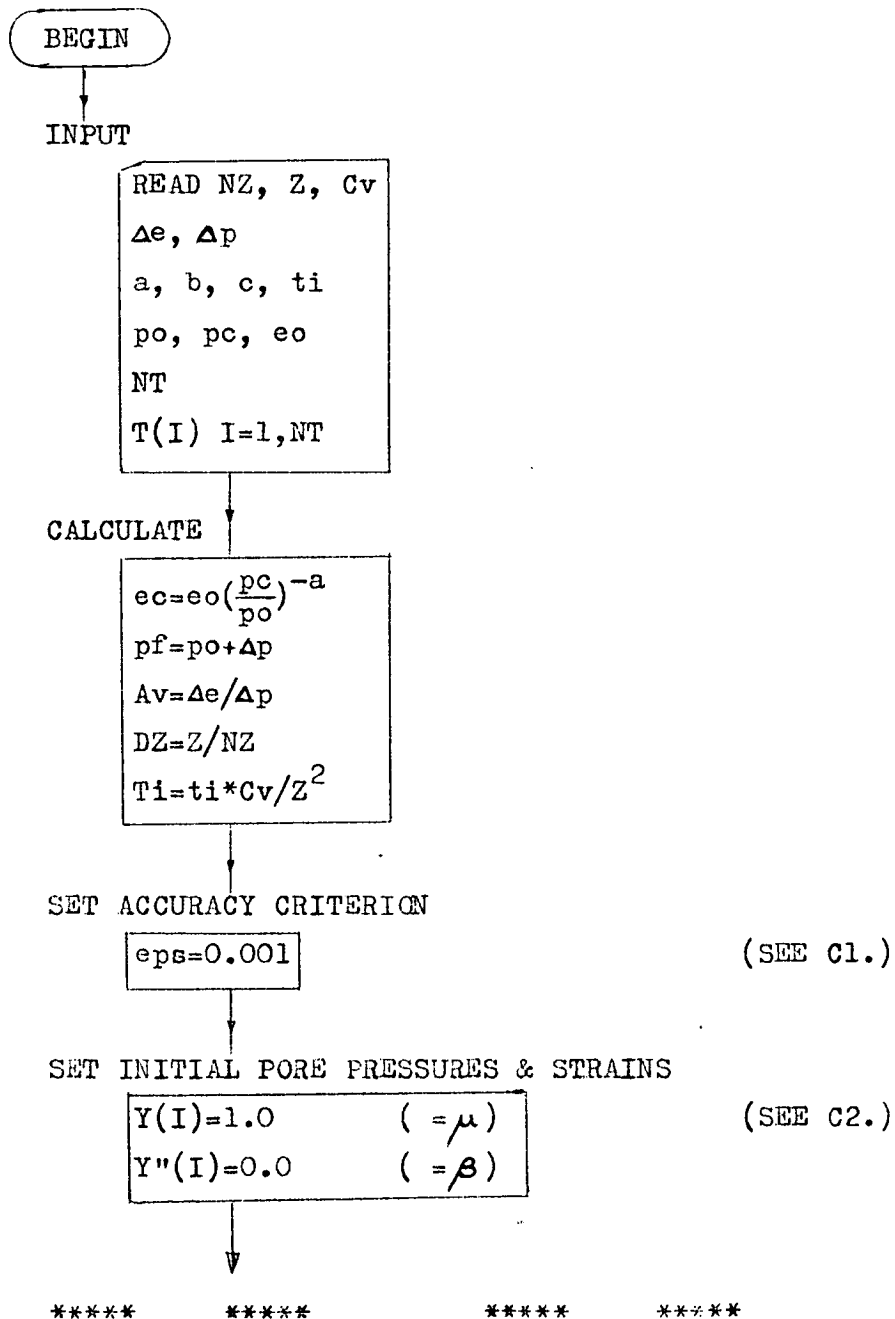 BEGIN
INPUT
READ NZ, Z, Cv
Δe, Δp
a, b, c, ti
po, pc, eo
NT
T(I) I=1,NT
CALCULATE
ec=eo(pc/po)^-a
pf=po+Δp
Av=Δe/Δp
DZ=Z/NZ
Ti=ti*Cv/Z²
SET ACCURACY CRITERION
eps=0.001 (SEE C1.)
SET INITIAL PORE PRESSURES & STRAINS
Y(I)=1.0 ( =μ) (SEE C2.)
Y"(I)=0.0 ( =β)
***** ***** ***** *****